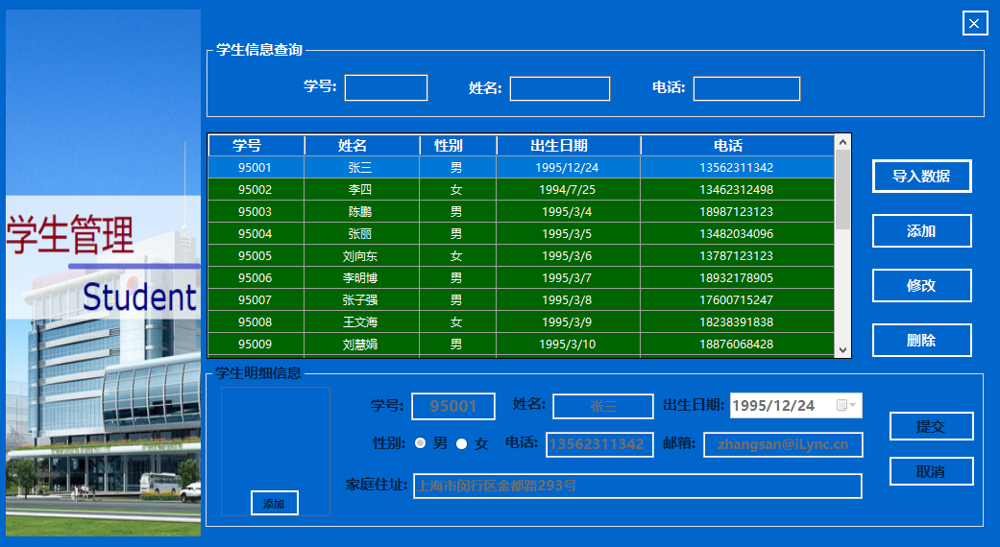 学生管理
Student
学生信息查询
学号: 姓名: 电话:
学号 姓名 性别 出生日期 电话
95001 张三 男 1995/12/24 13562311342
95002 李四 女 1994/7/25 13462312498
95003 陈鹏 男 1995/3/4 18987123123
95004 张丽 男 1995/3/5 13482034096
95005 刘向东 女 1995/3/6 13787123123
95006 李明博 男 1995/3/7 18932178905
95007 张子强 男 1995/3/8 17600715247
95008 王文海 女 1995/3/9 18238391838
95009 刘慧娟 男 1995/3/10 18876068428
导入数据
添加
修改
删除
学生明细信息
学号: 95001 姓名: 张三 出生日期: 1995/12/24
性别: 男 女 电话: 13562311342 邮箱: zhangsan@iLync.cn
家庭住址: 上海市闵行区金都路293号
添加
提交
取消